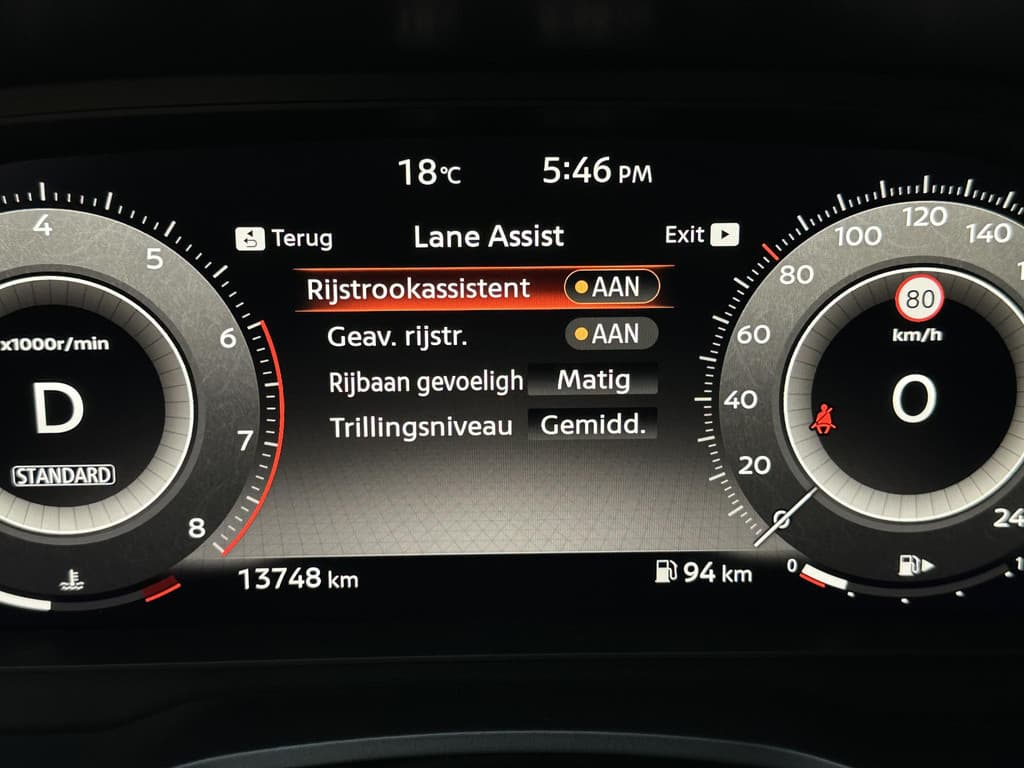 18°C 5:46 PM
Terug Lane Assist Exit
Rijstrookassistent AAN
Geav. rijstr. AAN
Rijbaan gevoeligh Matig
Trillingsniveau Gemidd.
4 5 6 7 8
x1000r/min
D
STANDARD
0 20 40 60 80 100 120 140
80
km/h
0
13748 km
94 km
0